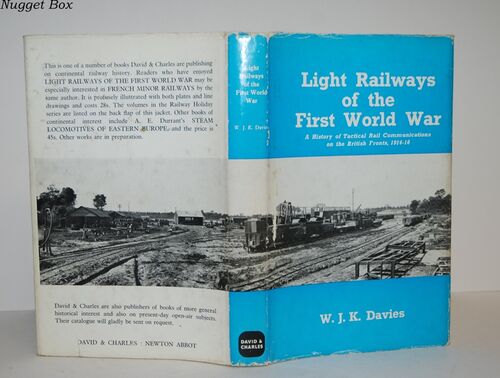 Nugget Box
This is one of a number of books David & Charles are publishing
on continental railway history. Readers who have enjoyed
LIGHT RAILWAYS OF THE FIRST WORLD WAR may be
especially interested in FRENCH MINOR RAILWAYS by the
same author. It is profusely illustrated with both plates and line
drawings and costs 28s. The volumes in the Railway Holiday
series are listed on the back flap of this jacket. Other books of
continental interest include A. E. Durrant's STEAM
LOCOMOTIVES OF EASTERN EUROPE, and the price is
45s. Other works are in preparation.
David & Charles are also publishers of books of more general
historical interest and also on present-day open-air subjects.
Their catalogue will gladly be sent on request.
DAVID & CHARLES : NEWTON ABBOT
Light
Railways
of the
First World
War
W. J. K. Davies
DAVID
&
CHARLES
Light Railways
of the
First World War
A History of Tactical Rail Communications
on the British Fronts, 1914-18
W. J. K. Davies